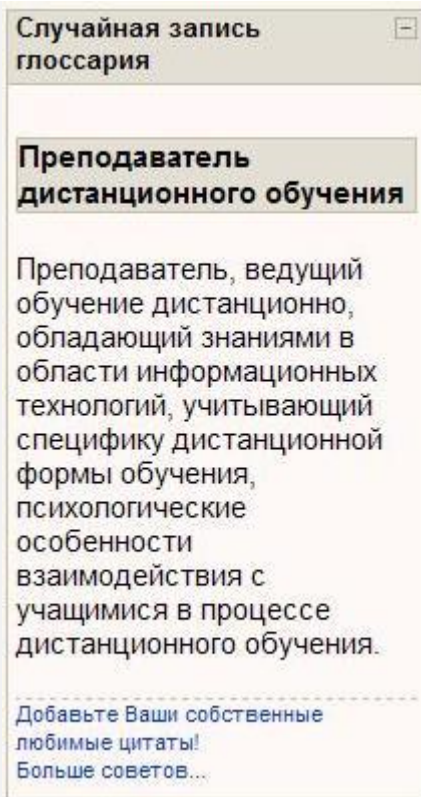 Случайная запись
глоссария
Преподаватель
дистанционного обучения
Преподаватель, ведущий
обучение дистанционно,
обладающий знаниями в
области информационных
технологий, учитывающий
специфику дистанционной
формы обучения,
психологические
особенности
взаимодействия с
учащимися в процессе
дистанционного обучения.
Добавьте Ваши собственные
любимые цитаты!
Больше советов...